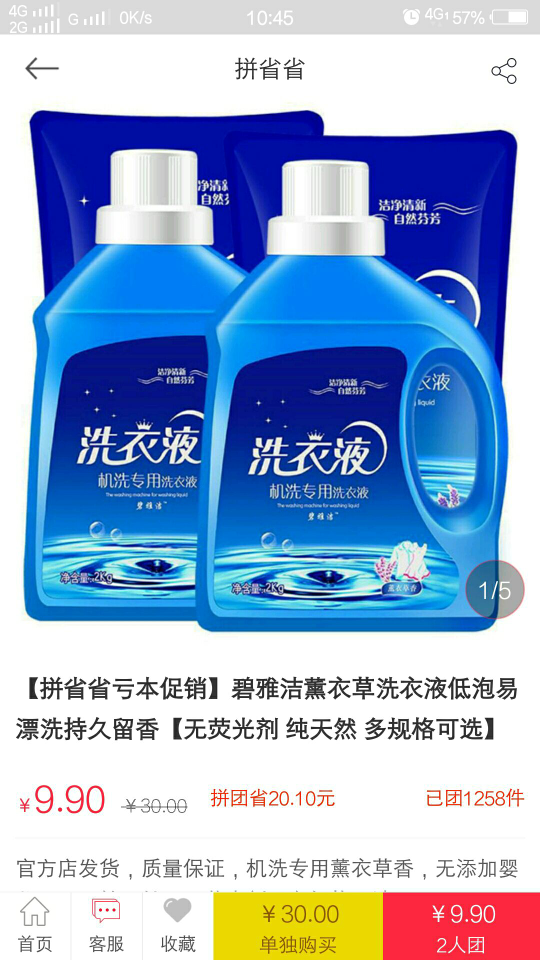 4G
2G
G
0K/s
10:45
4G
57%
拼省省
洁净清新
自然芬芳
洁净清新
自然芬芳
洁净清新
自然芬芳
洗衣液
机洗专用洗衣液
The washing machine for washing liquid
碧雅洁
净含量:2Kg
洁净清新
自然芬芳
洗衣液
机洗专用洗衣液
The washing machine for washing liquid
碧雅洁
净含量:2Kg
薰衣草香
衣液
liquid
1/5
【拼省省亏本促销】碧雅洁薰衣草洗衣液低泡易
漂洗持久留香【无荧光剂 纯天然 多规格可选】
¥9.90 ¥30.00 拼团省20.10元 已团1258件
官方店发货，质量保证，机洗专用薰衣草香，无添加婴
首页
客服
收藏
¥30.00
单独购买
¥9.90
2人团